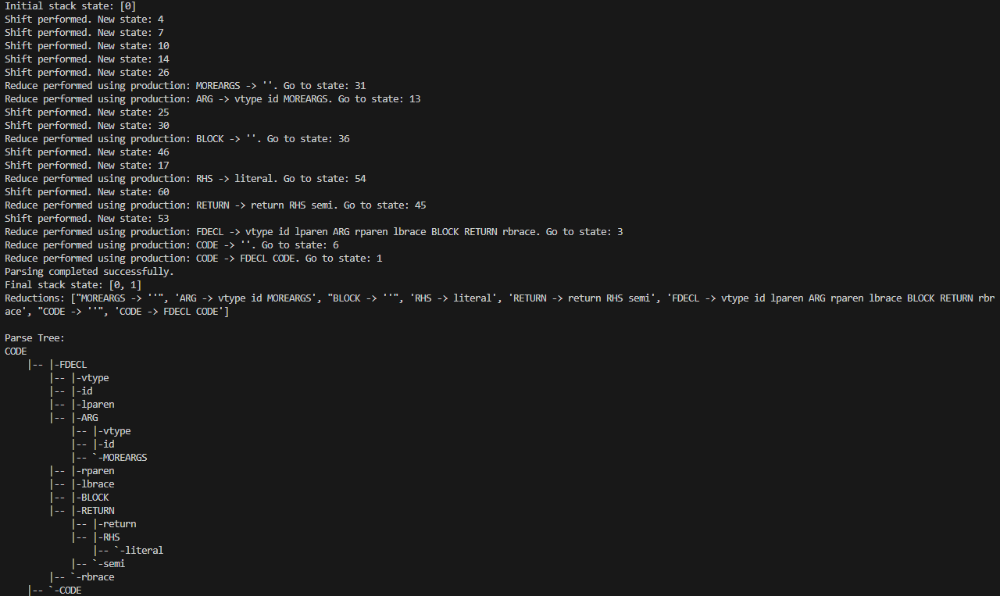 Initial stack state: [0]
Shift performed. New state: 4
Shift performed. New state: 7
Shift performed. New state: 10
Shift performed. New state: 14
Shift performed. New state: 26
Reduce performed using production: MOREARGS -> ''. Go to state: 31
Reduce performed using production: ARG -> vtype id MOREARGS. Go to state: 13
Shift performed. New state: 25
Shift performed. New state: 30
Reduce performed using production: BLOCK -> ''. Go to state: 36
Shift performed. New state: 46
Shift performed. New state: 17
Reduce performed using production: RHS -> literal. Go to state: 54
Shift performed. New state: 60
Reduce performed using production: RETURN -> return RHS semi. Go to state: 45
Shift performed. New state: 53
Reduce performed using production: FDECL -> vtype id lparen ARG rparen lbrace BLOCK RETURN rbrace. Go to state: 3
Reduce performed using production: CODE -> ''. Go to state: 6
Reduce performed using production: CODE -> FDECL CODE. Go to state: 1
Parsing completed successfully.
Final stack state: [0, 1]
Reductions: ["MOREARGS -> ''", 'ARG -> vtype id MOREARGS', "BLOCK -> ''", 'RHS -> literal', 'RETURN -> return RHS semi', 'FDECL -> vtype id lparen ARG rparen lbrace BLOCK RETURN rbr
ace', "CODE -> ''", 'CODE -> FDECL CODE']

Parse Tree:
CODE
    |-- |-FDECL
        |-- |-vtype
        |-- |-id
        |-- |-lparen
        |-- |-ARG
            |-- |-vtype
            |-- |-id
            |-- `-MOREARGS
        |-- |-rparen
        |-- |-lbrace
        |-- |-BLOCK
        |-- |-RETURN
            |-- |-return
            |-- |-RHS
                |-- `-literal
            |-- `-semi
        |-- `-rbrace
    |-- `-CODE